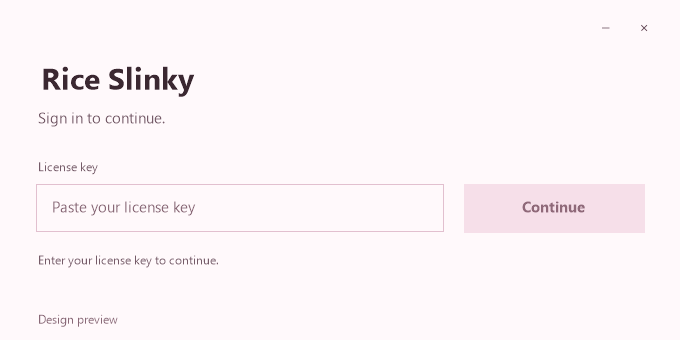 Rice Slinky
Sign in to continue.
License key
Paste your license key
Continue
Enter your license key to continue.
Design preview